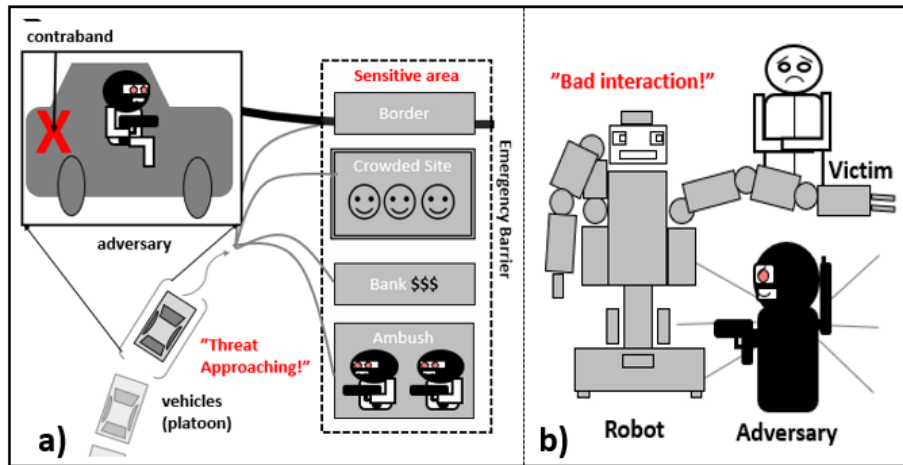 contraband
X
adversary
"Threat
Approaching!"
vehicles
(platoon)
a)
Sensitive area
Border
Crowded Site
Bank $$$
Ambush
Emergency Barrier
"Bad interaction!"
Victim
b)
Robot
Adversary